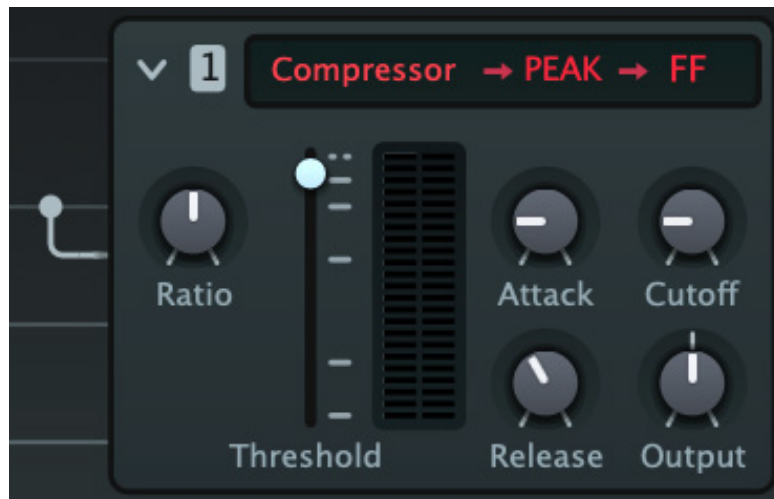 1 Compressor → PEAK → FF
Ratio
Attack
Cutoff
Threshold
Release
Output